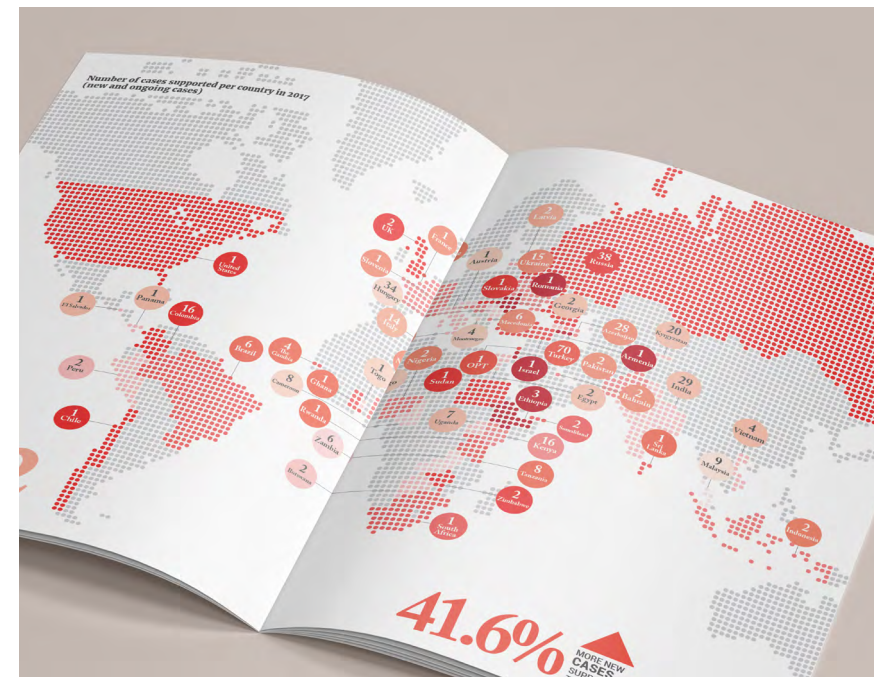 Number of cases supported per country in 2017
(new and ongoing cases)
1
United
States
1
El Salvador
1
Panama
16
Colombia
2
Peru
6
Brazil
1
Chile
2
UK
1
France
1
Slovenia
34
Hungary
14
Italy
4
The
Gambia
8
Cameroon
1
Ghana
1
Togo
1
Rwanda
6
Zambia
2
Botswana
2
Latvia
1
Austria
15
Ukraine
38
Russia
1
Slovakia
1
Romania
2
Georgia
6
Macedonia
28
Azerbaijan
20
Kyrgyzstan
4
Montenegro
2
Nigeria
1
OPT
1
Sudan
1
Israel
70
Turkey
2
Pakistan
1
Armenia
3
Ethiopia
2
Egypt
2
Bahrain
29
India
7
Uganda
2
Somaliland
16
Kenya
8
Tanzania
2
Zimbabwe
1
South
Africa
1
Sri
Lanka
4
Vietnam
9
Malaysia
2
Indonesia
41.6%
MORE NEW
CASES